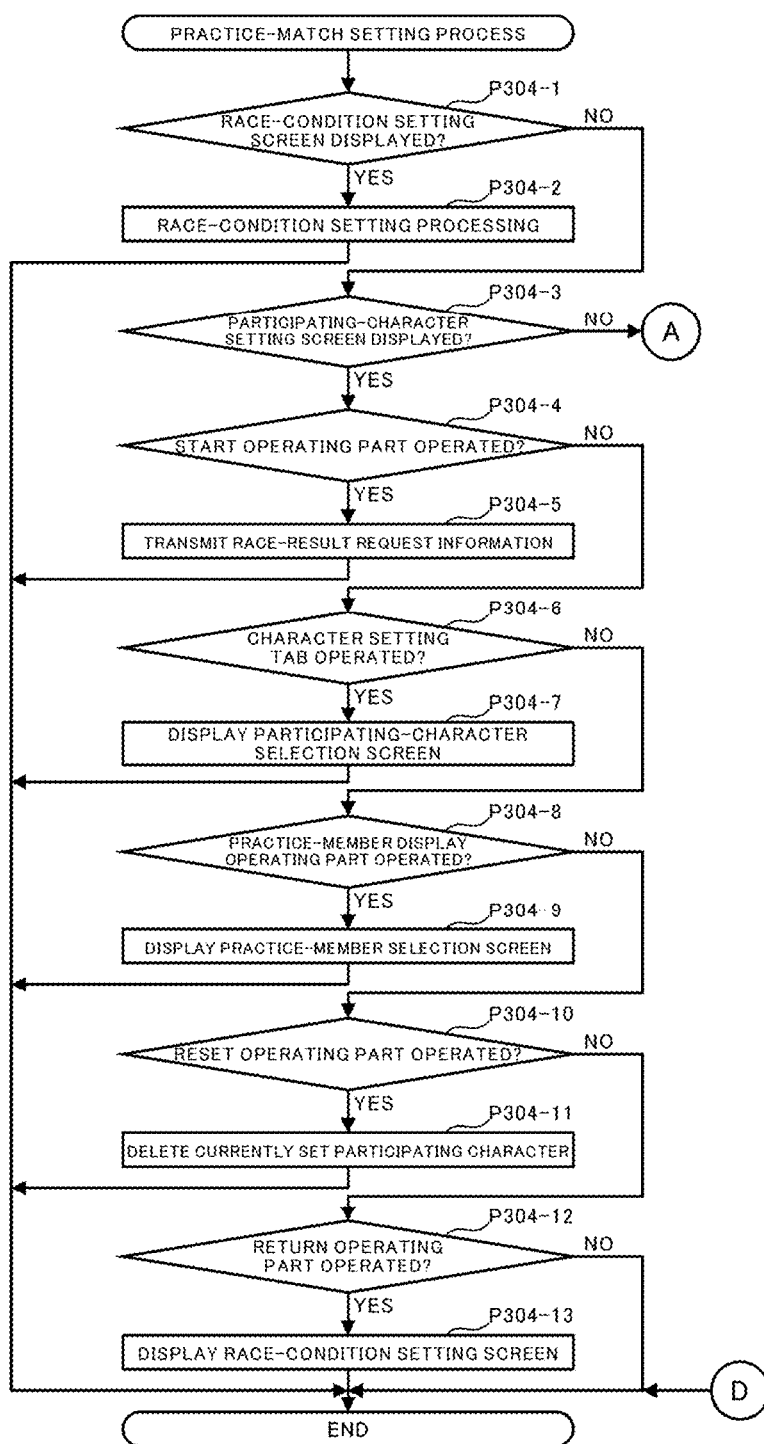 PRACTICE-MATCH SETTING PROCESS
P304-1
RACE-CONDITION SETTING
SCREEN DISPLAYED?
NO
YES
P304-2
RACE-CONDITION SETTING PROCESSING
P304-3
PARTICIPATING-CHARACTER
SETTING SCREEN DISPLAYED?
NO
A
YES
P304-4
START OPERATING PART OPERATED?
NO
YES
P304-5
TRANSMIT RACE-RESULT REQUEST INFORMATION
P304-6
CHARACTER SETTING
TAB OPERATED?
NO
YES
P304-7
DISPLAY PARTICIPATING-CHARACTER
SELECTION SCREEN
P304-8
PRACTICE-MEMBER DISPLAY
OPERATING PART OPERATED?
NO
YES
P304-9
DISPLAY PRACTICE-MEMBER SELECTION SCREEN
P304-10
RESET OPERATING PART OPERATED?
NO
YES
P304-11
DELETE CURRENTLY SET PARTICIPATING CHARACTER
P304-12
RETURN OPERATING
PART OPERATED?
NO
YES
P304-13
DISPLAY RACE-CONDITION SETTING SCREEN
D
END